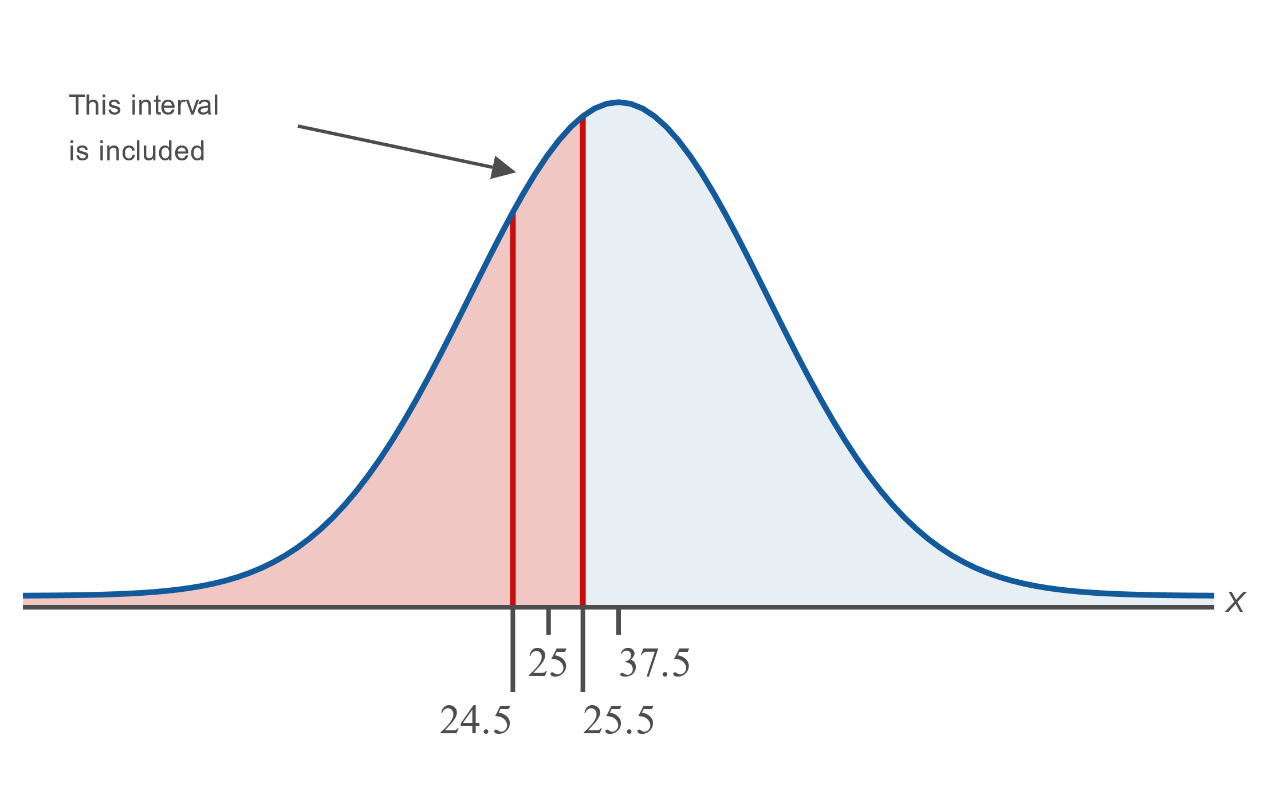 This interval
is included
X
25 37.5
24.5 25.5